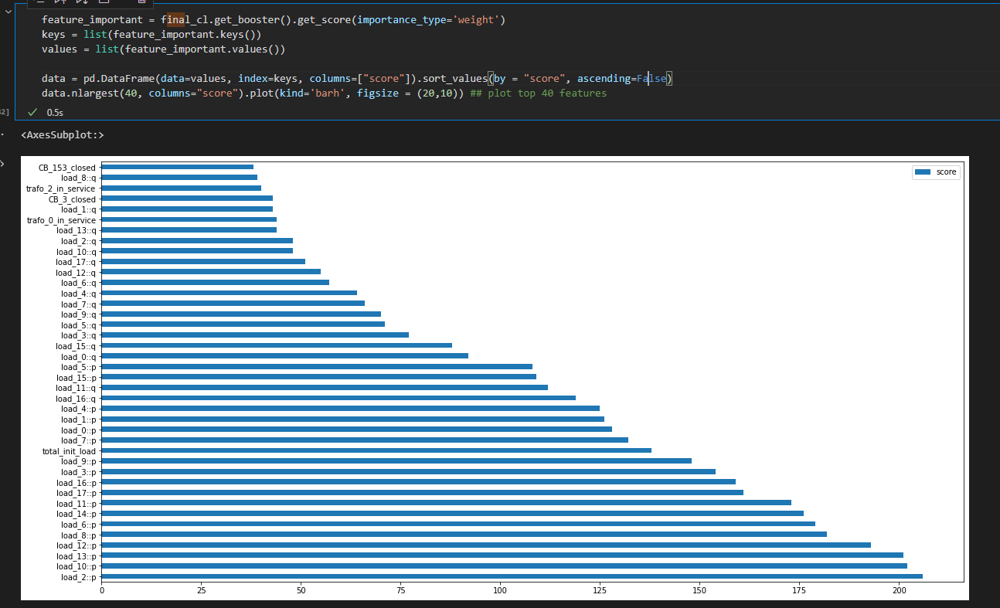 feature_important = final_cl.get_booster().get_score(importance_type='weight')
keys = list(feature_important.keys())
values = list(feature_important.values())
data = pd.DataFrame(data=values, index=keys, columns=["score"]).sort_values(by = "score", ascending=False)
data.nlargest(40, columns="score").plot(kind='barh', figsize = (20,10)) ## plot top 40 features
2]
0.5s
<AxesSubplot:>
score
CB_153_closed
load_8::q
trafo_2_in_service
CB_3_closed
load_1::q
trafo_0_in_service
load_13::q
load_2::q
load_10::q
load_17::q
load_12::q
load_6::q
load_4::q
load_7::q
load_9::q
load_5::q
load_3::q
load_15::q
load_0::q
load_5::p
load_15::p
load_11::q
load_16::q
load_4::p
load_1::p
load_0::p
load_7::p
total_init_load
load_9::p
load_3::p
load_16::p
load_17::p
load_11::p
load_14::p
load_6::p
load_8::p
load_12::p
load_13::p
load_10::p
load_2::p
0 25 50 75 100 125 150 175 200